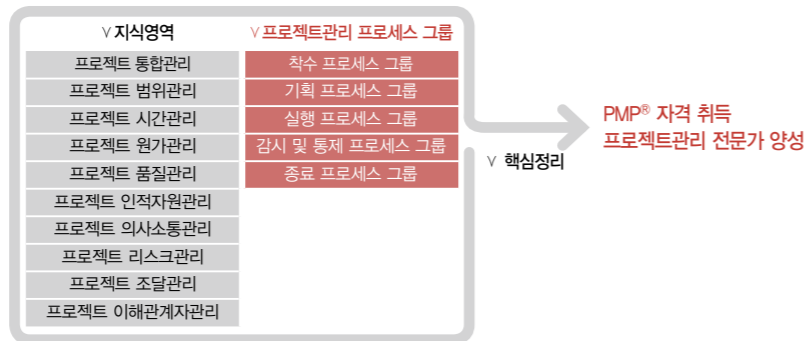 ∨ 지식영역
프로젝트 통합관리
프로젝트 범위관리
프로젝트 시간관리
프로젝트 원가관리
프로젝트 품질관리
프로젝트 인적자원관리
프로젝트 의사소통관리
프로젝트 리스크관리
프로젝트 조달관리
프로젝트 이해관계자관리
∨ 프로젝트관리 프로세스 그룹
착수 프로세스 그룹
기획 프로세스 그룹
실행 프로세스 그룹
감시 및 통제 프로세스 그룹
종료 프로세스 그룹
∨ 핵심정리
PMP® 자격 취득
프로젝트관리 전문가 양성